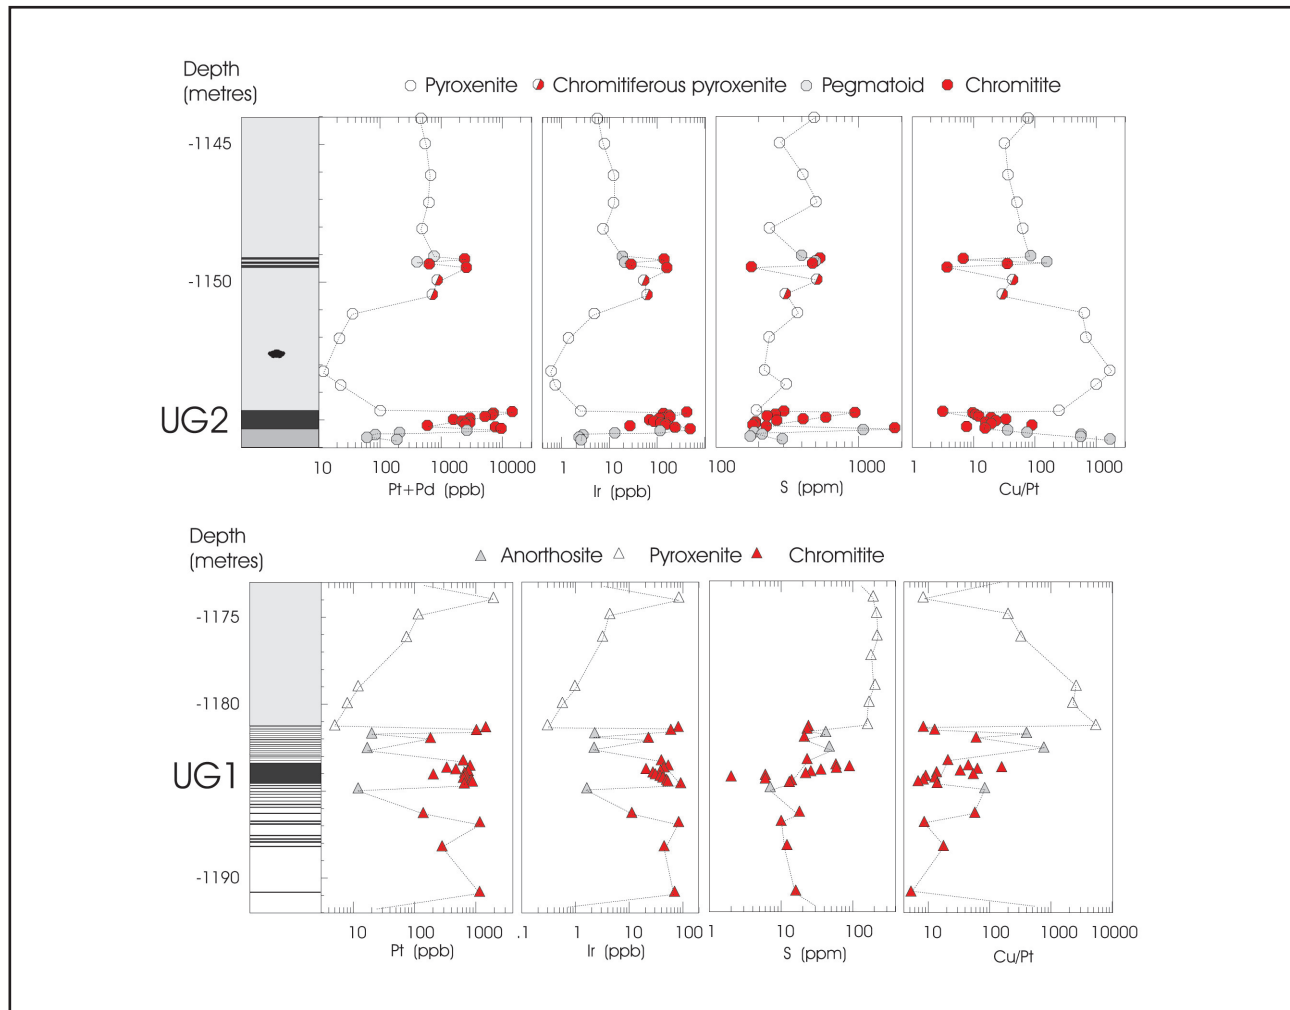 Depth
(metres)
Pyroxenite Chromitiferous pyroxenite Pegmatoid Chromitite
-1145
-1150
UG2
10 100 1000 10000 1 10 100 1000 1 10 100 1000
Pt+Pd (ppb) Ir (ppb) S (ppm) Cu/Pt
Depth
(metres)
Anorthosite Pyroxenite Chromitite
-1175
-1180
UG1
-1190
10 100 1000 .1 1 10 100 1 10 100 10 100 1000 10000
Pt (ppb) Ir (ppb) S (ppm) Cu/Pt